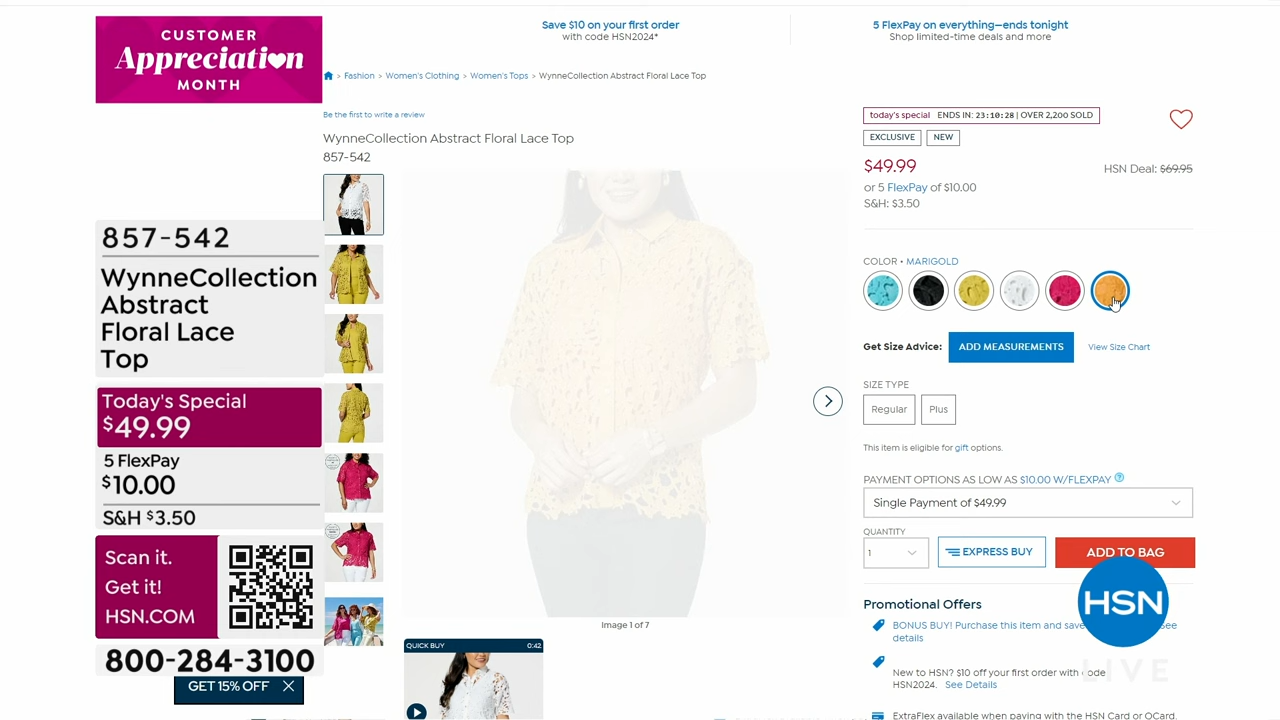 CUSTOMER
Appreciation
MONTH
Save $10 on your first order
with code HSN2024*
5 FlexPay on everything—ends tonight
Shop limited-time deals and more
> Fashion > Women's Clothing > Women's Tops > WynneCollection Abstract Floral Lace Top
Be the first to write a review
WynneCollection Abstract Floral Lace Top
857-542
today's special ENDS IN: 23:10:28 | OVER 2,200 SOLD
EXCLUSIVE
NEW
$49.99
HSN Deal: $69.95
or 5 FlexPay of $10.00
S&H: $3.50
COLOR • MARIGOLD
Get Size Advice:
ADD MEASUREMENTS
View Size Chart
SIZE TYPE
Regular
Plus
This item is eligible for gift options.
PAYMENT OPTIONS AS LOW AS $10.00 W/FLEXPAY
Single Payment of $49.99
QUANTITY
1
EXPRESS BUY
ADD TO BAG
Promotional Offers
BONUS BUY! Purchase this item and save
See
details
New to HSN? $10 off your first order with code
HSN2024. See Details
ExtraFlex available when paying with the HSN Card or QCard.
Image 1 of 7
QUICK BUY 0:42
857-542
WynneCollection
Abstract
Floral Lace
Top
Today's Special
$49.99
5 FlexPay
$10.00
S&H $3.50
Scan it.
Get it!
HSN.COM
800-284-3100
GET 15% OFF
HSN
LIVE